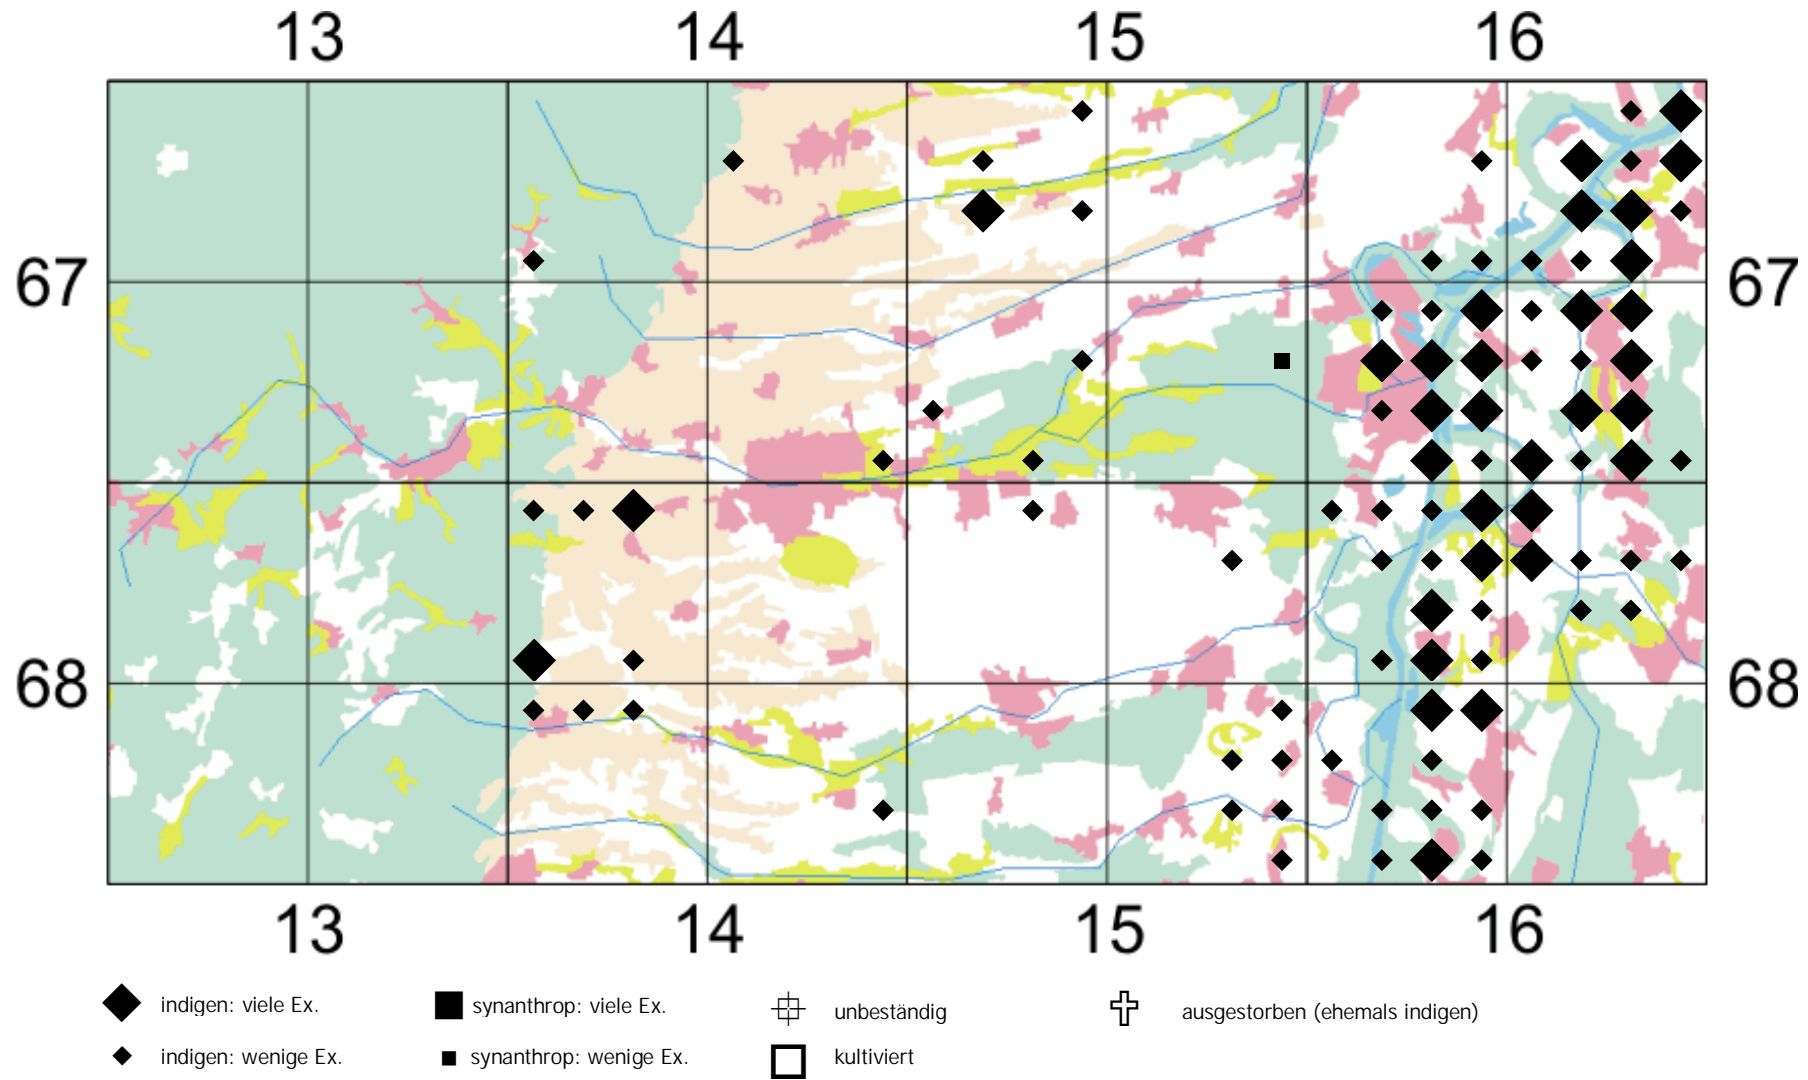 13 14 15 16
67 67
68 68
13 14 15 16
indigen: viele Ex. synanthrop: viele Ex. unbeständig ausgestorben (ehemals indigen)
indigen: wenige Ex. synanthrop: wenige Ex. kultiviert